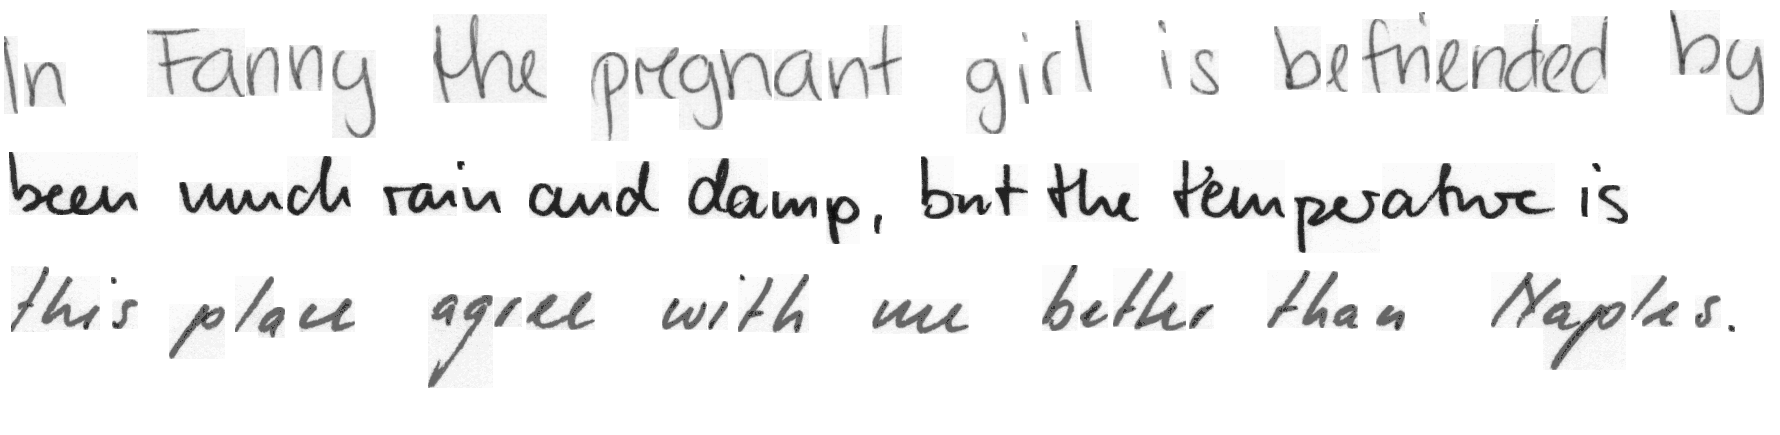 In Fanny the pregnant girl is befriended by
been much rain and damp, but the temperature is
this place agree with me better than Naples.